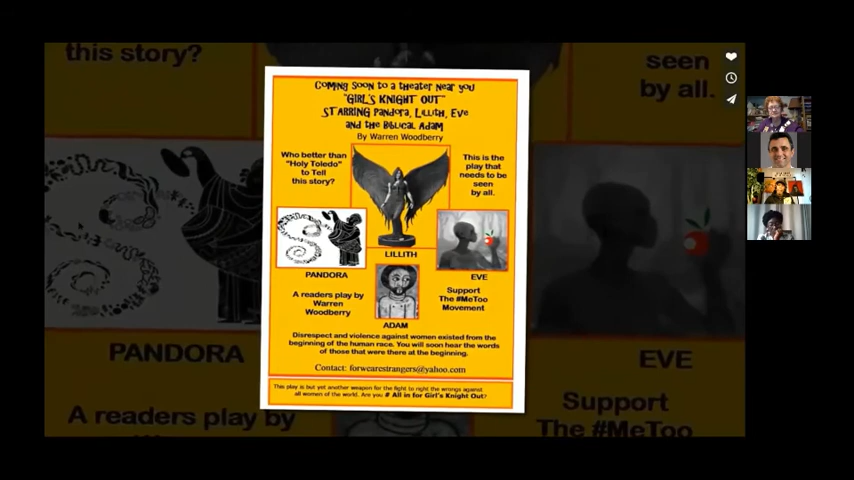 this story?
seen
by all.
Coming Soon to a theater Near you
"GIRL'S KNIGHT OUT"
STARRING Pandora, Lillith, Eve
and the Biblical Adam
By Warren Woodberry
Who better than
"Holy Toledo"
to Tell
this story?
This is the
play that
needs to be
seen
by all.
LILLITH
PANDORA
EVE
A readers play by
Warren
Woodberry
Support
The #MeToo
Movement
ADAM
Disrespect and violence against women existed from the
beginning of the human race. You will soon hear the words
of those that were there at the beginning.
Contact: forwearestrangers@yahoo.com
This play is but yet another weapon for the fight to right the wrongs against
all women of the world. Are you # All in for Girl's Knight Out?
PANDORA
EVE
A readers play by
Support
The #MeToo